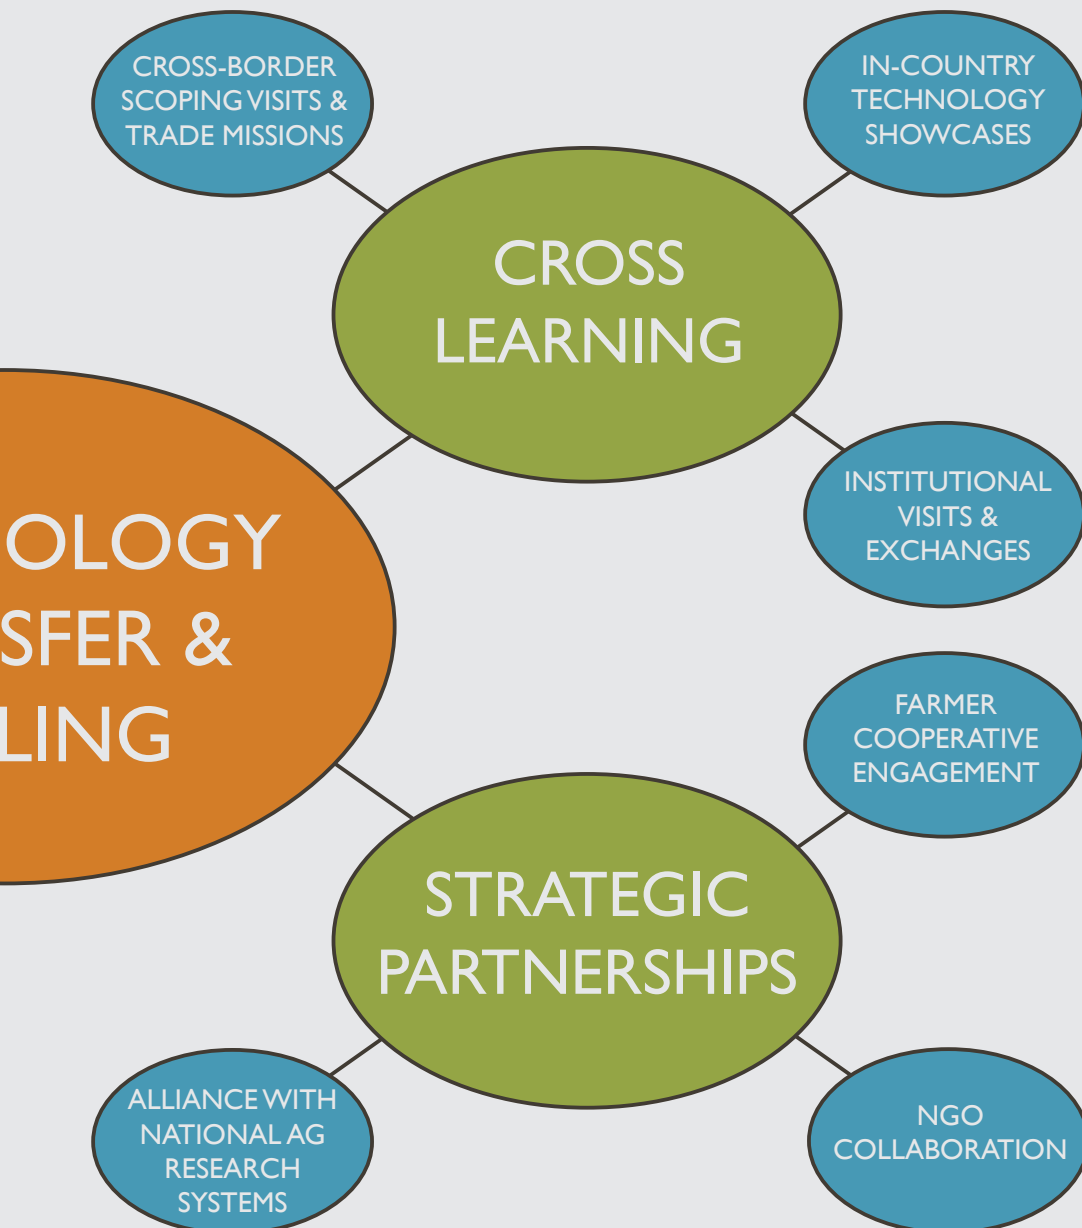 CROSS-BORDER
SCOPING VISITS &
TRADE MISSIONS
IN-COUNTRY
TECHNOLOGY
SHOWCASES
CROSS
LEARNING
INSTITUTIONAL
VISITS &
EXCHANGES
OLOGY
SFER &
LING
FARMER
COOPERATIVE
ENGAGEMENT
STRATEGIC
PARTNERSHIPS
ALLIANCE WITH
NATIONAL AG
RESEARCH
SYSTEMS
NGO
COLLABORATION